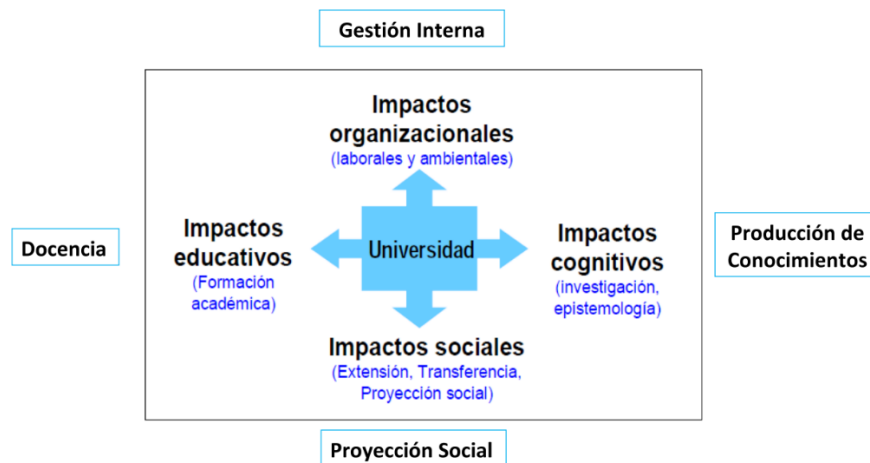 Gestión Interna
Impactos
organizacionales
(laborales y ambientales)
Docencia
Impactos
educativos
(Formación
académica)
Universidad
Impactos
cognitivos
(investigación,
epistemología)
Producción de
Conocimientos
Impactos sociales
(Extensión, Transferencia,
Proyección social)
Proyección Social